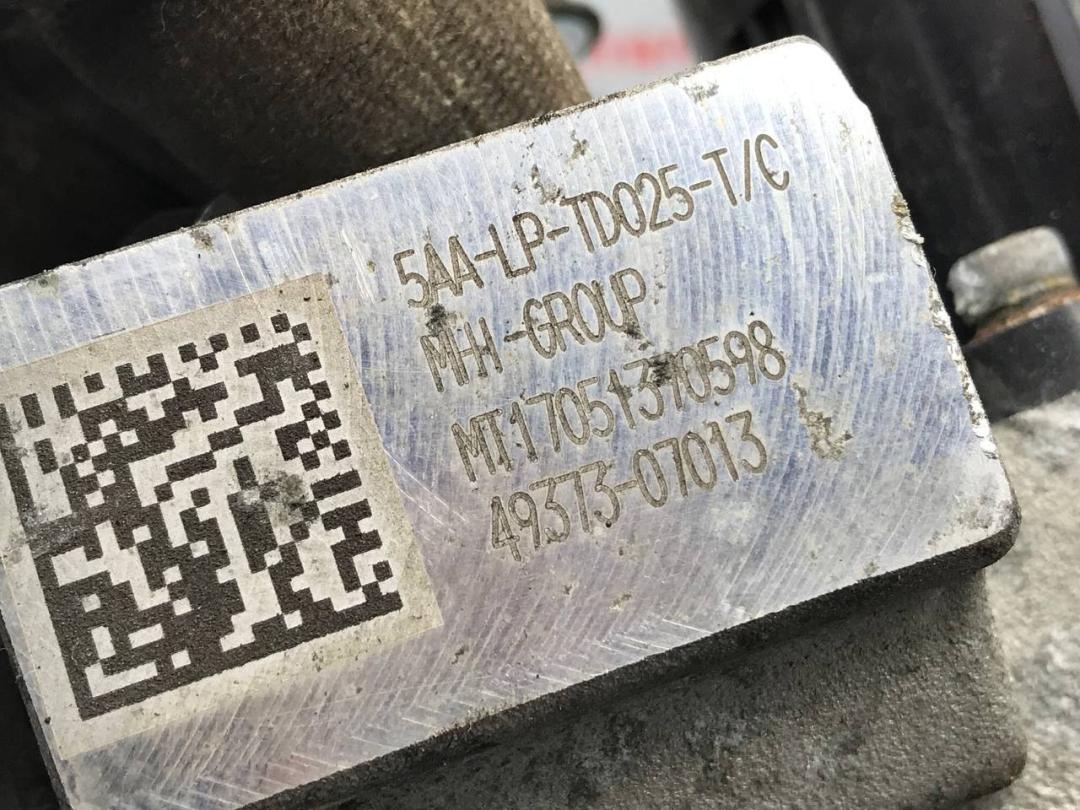 5AA-LP-TD025-T/C
MHI-GROUP
MT17051370598
49373-07013